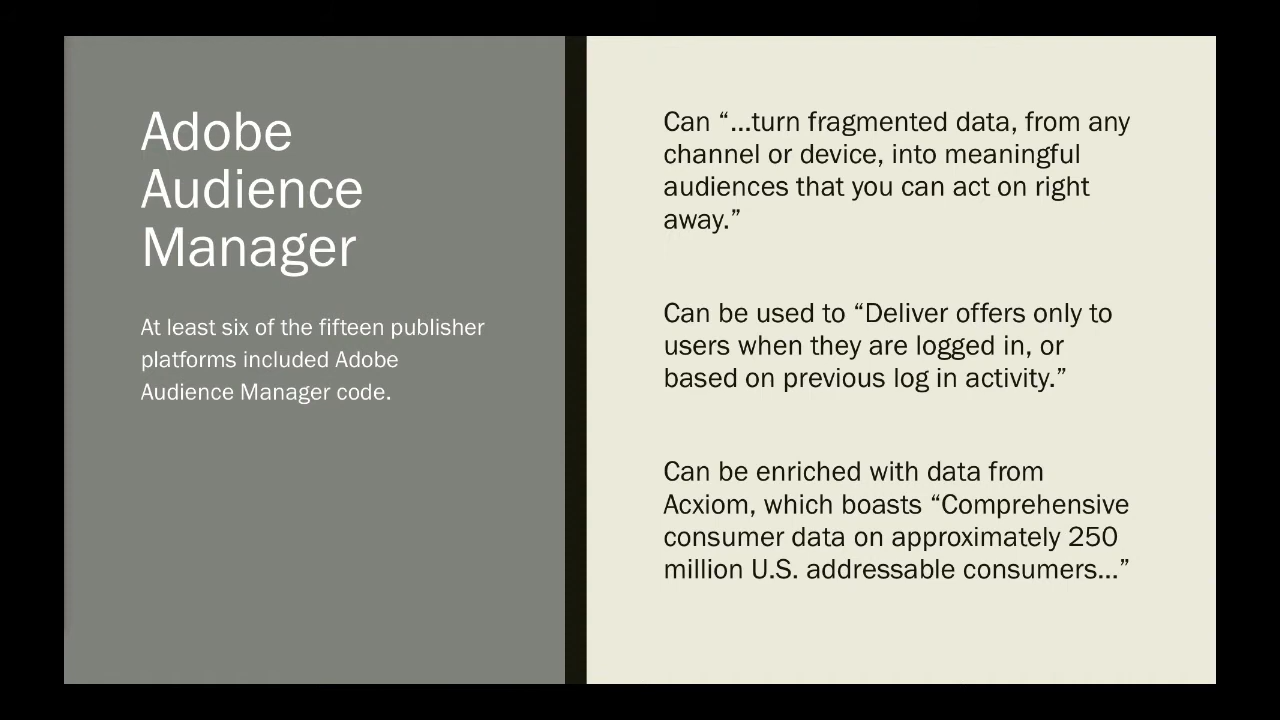 Adobe
Audience
Manager
At least six of the fifteen publisher
platforms included Adobe
Audience Manager code.
Can “...turn fragmented data, from any
channel or device, into meaningful
audiences that you can act on right
away.”
Can be used to “Deliver offers only to
users when they are logged in, or
based on previous log in activity.”
Can be enriched with data from
Acxiom, which boasts “Comprehensive
consumer data on approximately 250
million U.S. addressable consumers...”